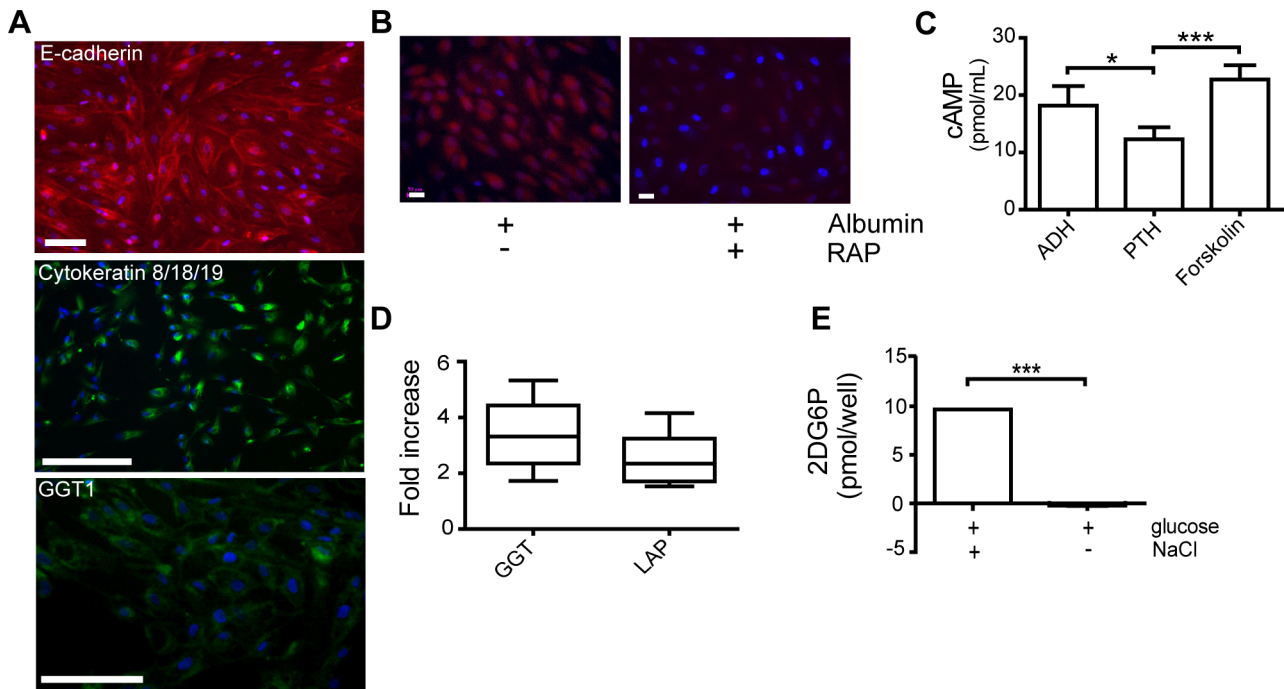 A
E-cadherin
Cytokeratin 8/18/19
GGT1
B
+ + Albumin
- + RAP
C
cAMP
(pmol/mL)
30
20
10
0
* ***
ADH PTH Forskolin
D
Fold increase
6
4
2
0
GGT LAP
E
2DG6P
(pmol/well)
15
10
5
0
-5
***
+ + glucose
+ - NaCl